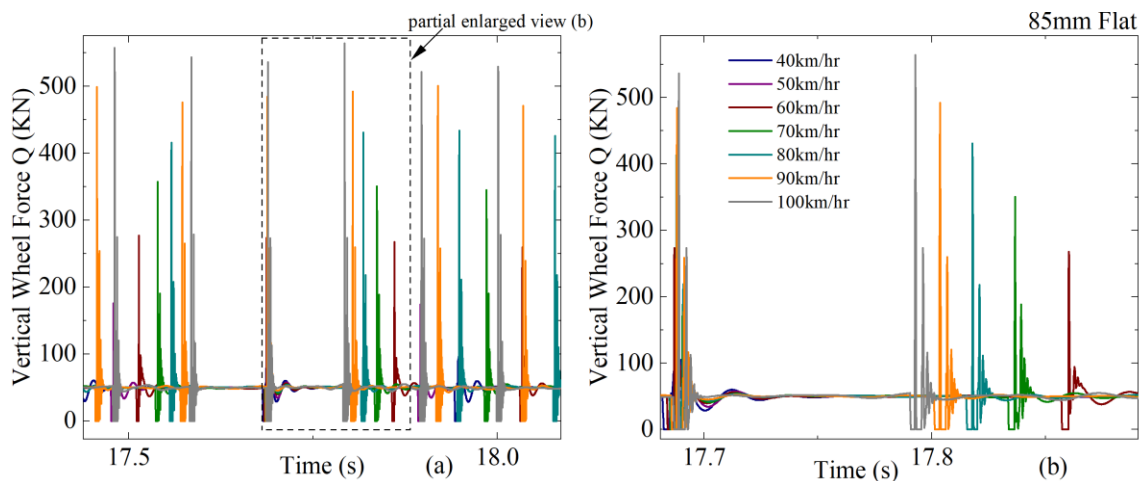 partial enlarged view (b)
85mm Flat
Vertical Wheel Force Q (KN)
500
400
300
200
100
0
17.5
18.0
Time (s)
(a)
Vertical Wheel Force Q (KN)
500
400
300
200
100
0
40km/hr
50km/hr
60km/hr
70km/hr
80km/hr
90km/hr
100km/hr
17.7
17.8
Time (s)
(b)